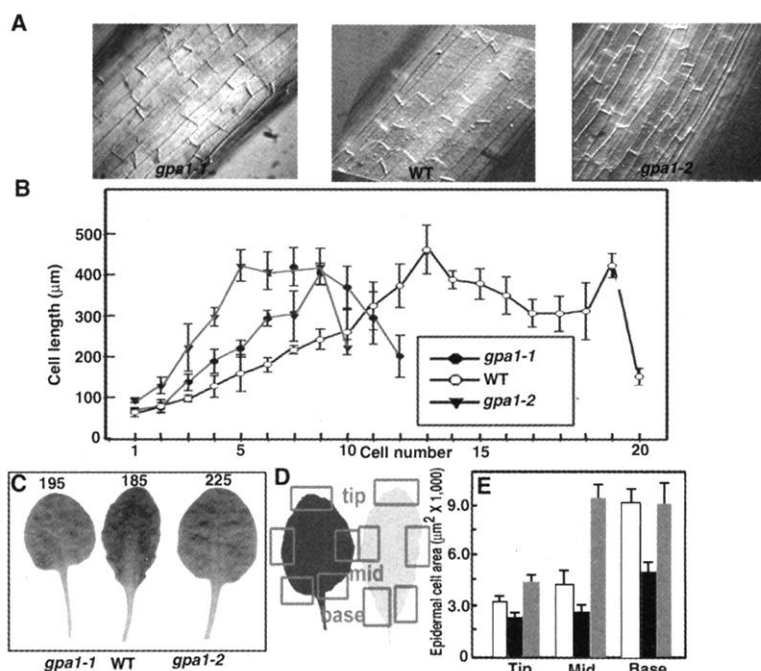 A
gpa1-1
WT
gpa1-2
B
Cell length (µm)
500
400
300
200
100
0
1
5
10
Cell number
15
20
gpa1-1
WT
gpa1-2
C
195
185
225
gpa1-1
WT
gpa1-2
D
tip
mid
base
E
Epidermal cell area (µm² X 1,000)
9.0
6.0
3.0
0
Tip
Mid
Base